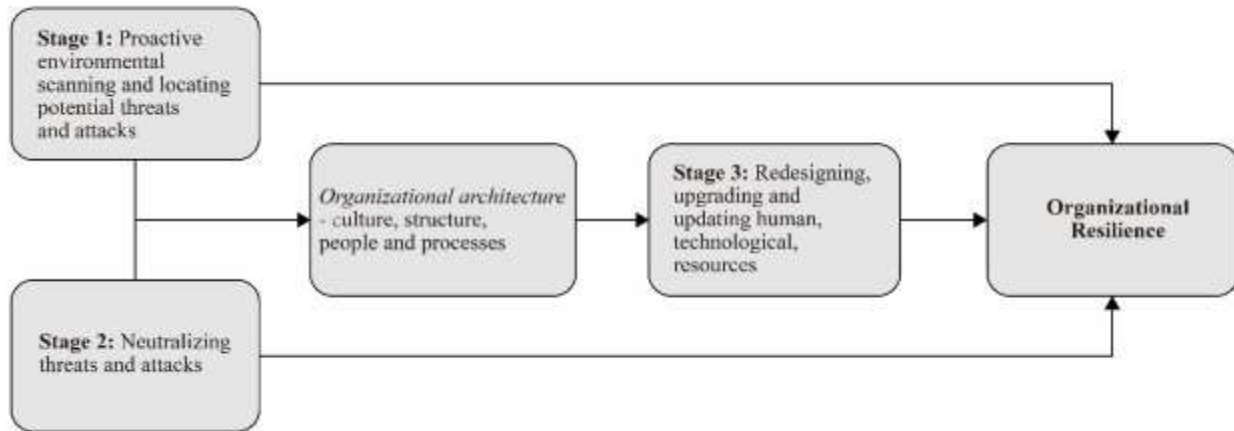 Stage 1: Proactive
environmental
scanning and locating
potential threats
and attacks
Organizational architecture
- culture, structure,
people and processes
Stage 3: Redesigning,
upgrading and
updating human,
technological,
resources
Organizational
Resilience
Stage 2: Neutralizing
threats and attacks